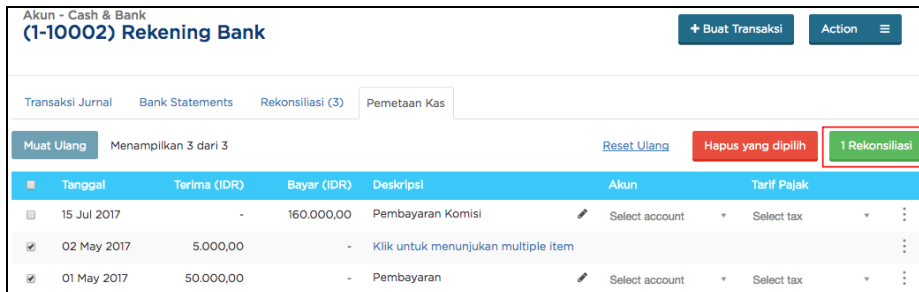 Akun - Cash & Bank
(1-10002) Rekening Bank
+ Buat Transaksi
Action
Transaksi Jurnal Bank Statements Rekonsiliasi (3) Pemetaan Kas
Muat Ulang Menampilkan 3 dari 3 Reset Ulang Hapus yang dipilih 1 Rekonsiliasi
Tanggal Terima (IDR) Bayar (IDR) Deskripsi Akun Tarif Pajak
15 Jul 2017 - 160.000,00 Pembayaran Komisi Select account Select tax
02 May 2017 5.000,00 - Klik untuk menunjukan multiple item
01 May 2017 50.000,00 - Pembayaran Select account Select tax